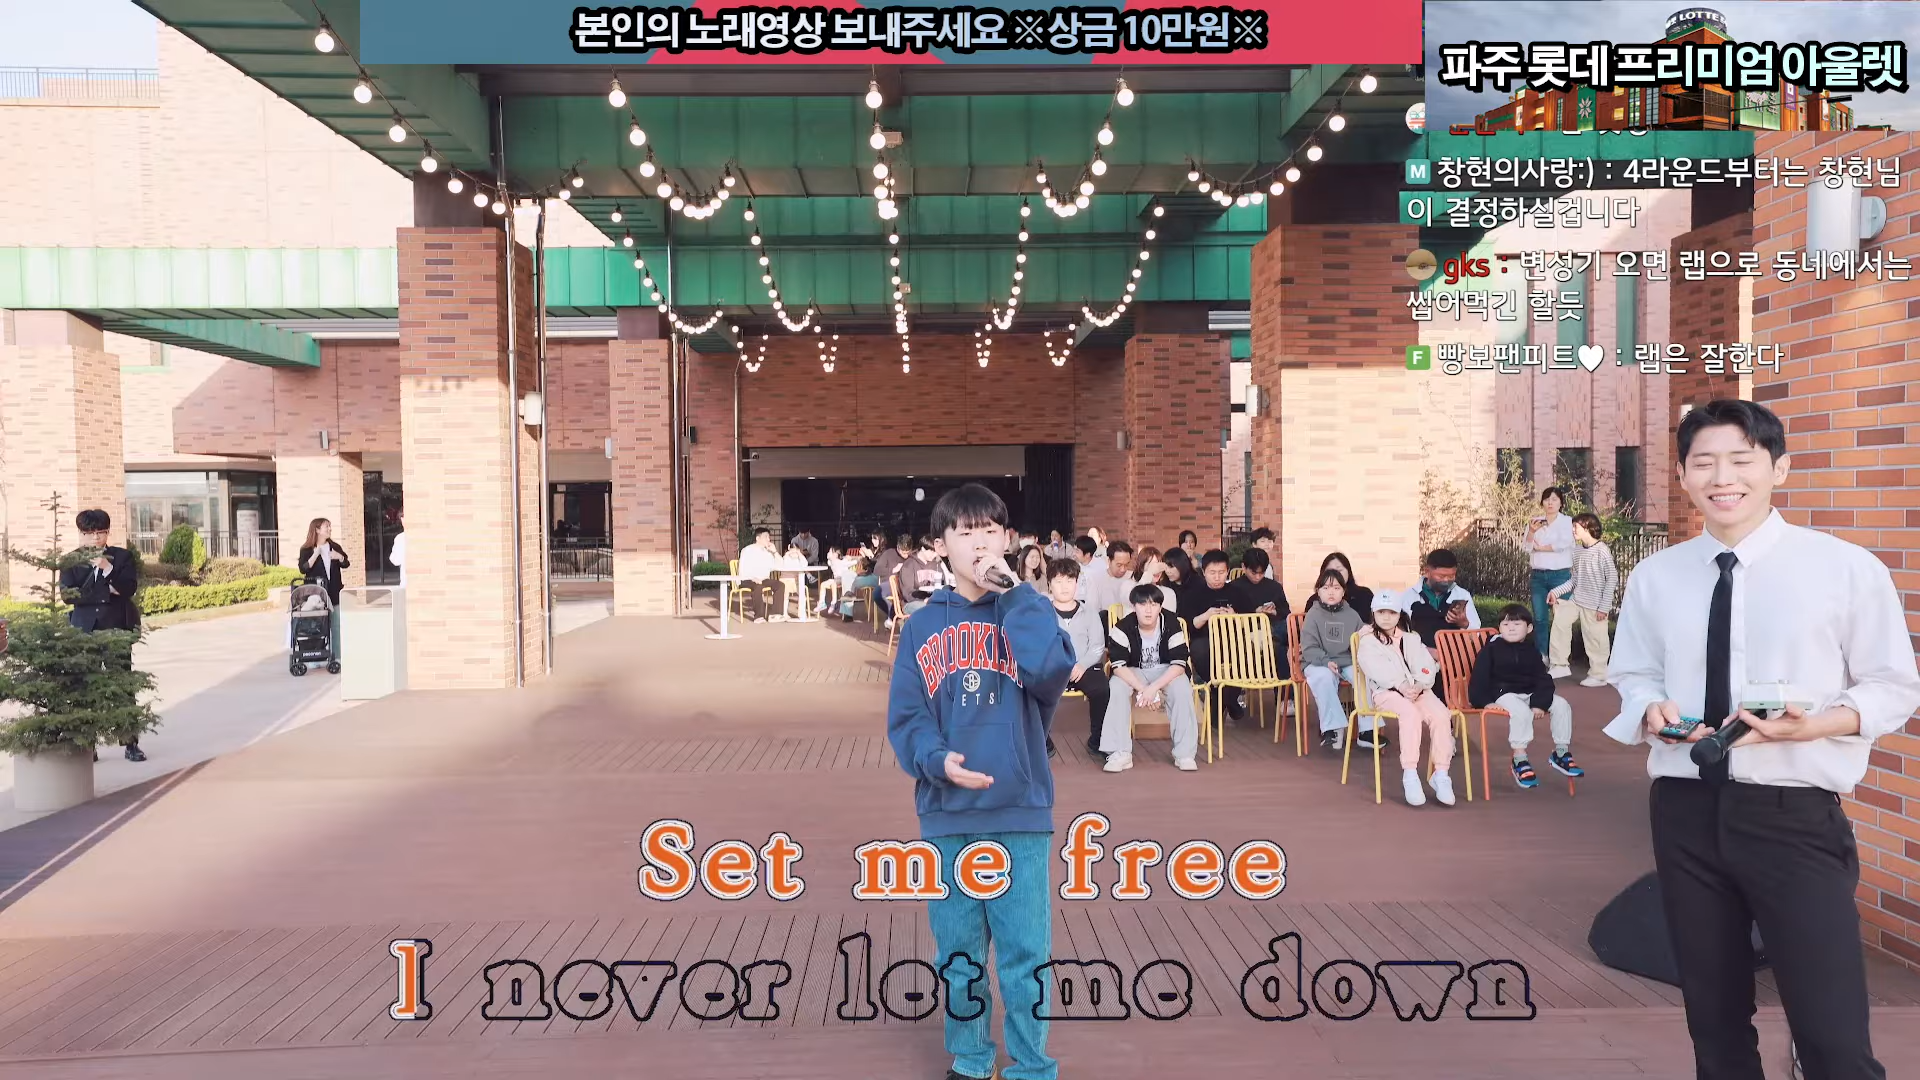 본인의 노래영상 보내주세요 ※상금 10만원※
LOTTE
파주 롯데 프리미엄 아울렛
M 창현의사랑:) : 4라운드부터는 창현님
이 결정하실겁니다
gks : 변성기 오면 랩으로 동네에서는
씹어먹긴 할듯
F 빵보팬피트♥ : 랩은 잘한다
45
BROOKLYN
B
ETS
Set me free
I never let me down